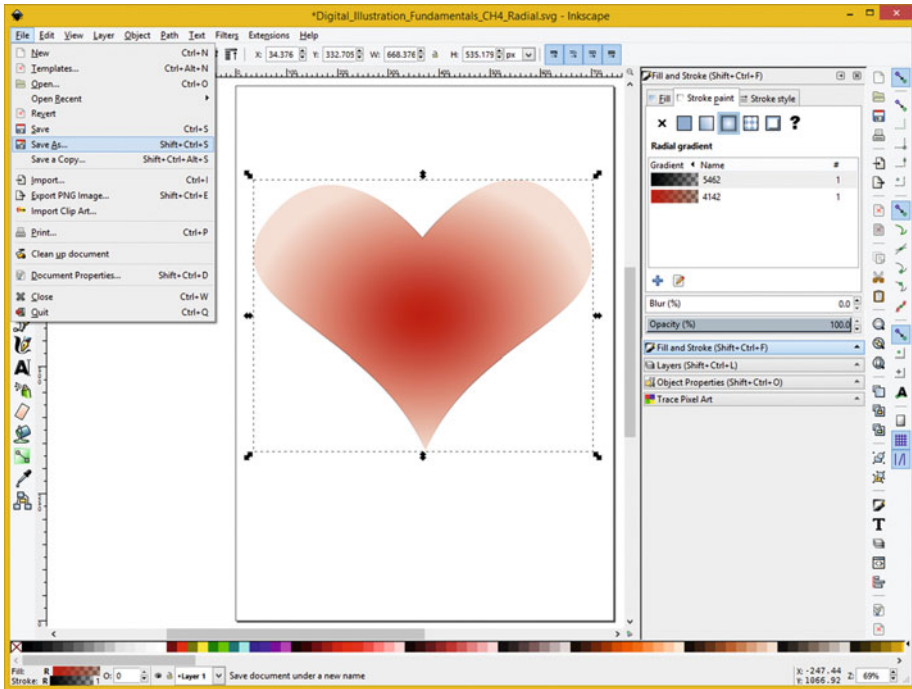 *Digital_Illustration_Fundamentals_CH4_Radial.svg - Inkscape
File Edit View Layer Object Path Text Filters Extensions Help
X: 34.376 Y: 332.705 W: 668.376 H: 535.179 px
New Ctrl+N
Templates... Ctrl+Alt+N
Open... Ctrl+O
Open Recent
Revert
Save Ctrl+S
Save As... Shift+Ctrl+S
Save a Copy... Shift+Ctrl+Alt+S
Import... Ctrl+I
Export PNG Image... Shift+Ctrl+E
Import Clip Art...
Print... Ctrl+P
Clean up document
Document Properties... Shift+Ctrl+D
Close Ctrl+W
Quit Ctrl+Q
Fill and Stroke (Shift+Ctrl+F)
Fill Stroke paint Stroke style
?
Radial gradient
Gradient Name #
5462 1
4142 1
Blur (%) 0.0
Opacity (%) 100.0
Fill and Stroke (Shift+Ctrl+F)
Layers (Shift+Ctrl+L)
Object Properties (Shift+Ctrl+O)
Trace Pixel Art
Fill: R
Stroke: R 1 O: 0 Layer 1 Save document under a new name
X: -247.44
Y: 1066.92 Z: 69%